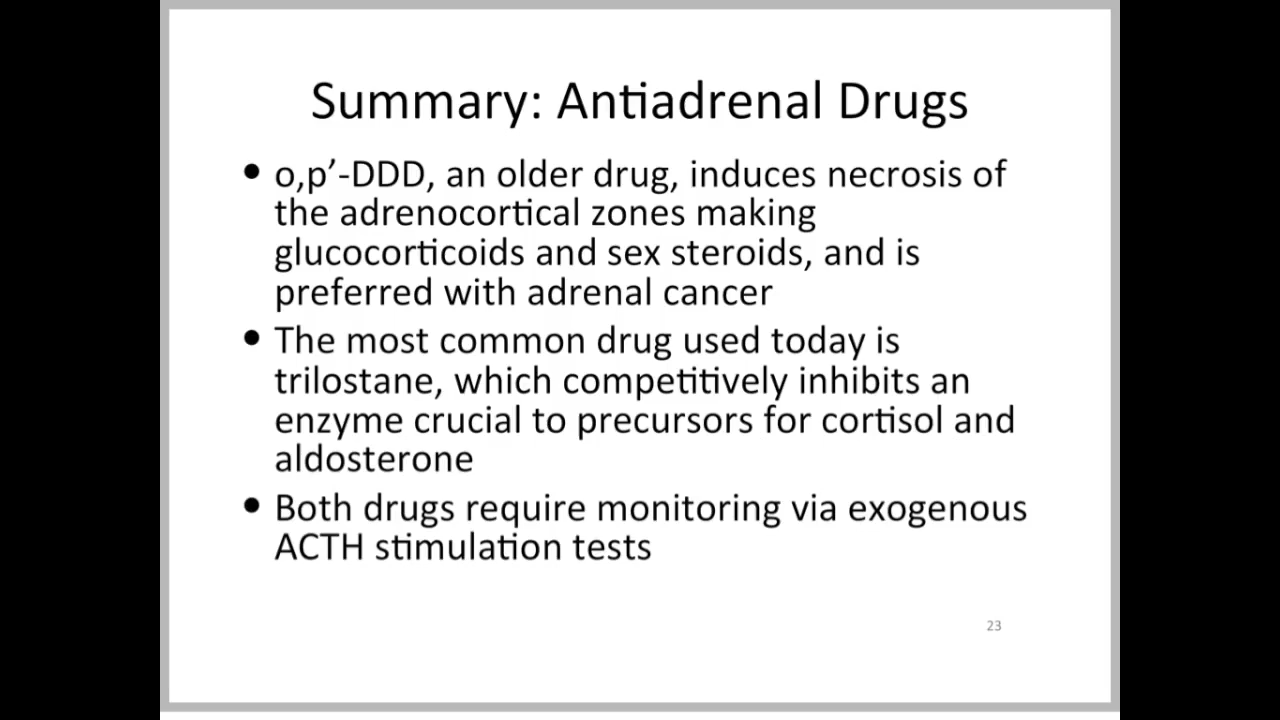 Summary: Antiadrenal Drugs
• o,p’-DDD, an older drug, induces necrosis of
the adrenocortical zones making
glucocorticoids and sex steroids, and is
preferred with adrenal cancer
• The most common drug used today is
trilostane, which competitively inhibits an
enzyme crucial to precursors for cortisol and
aldosterone
• Both drugs require monitoring via exogenous
ACTH stimulation tests
23